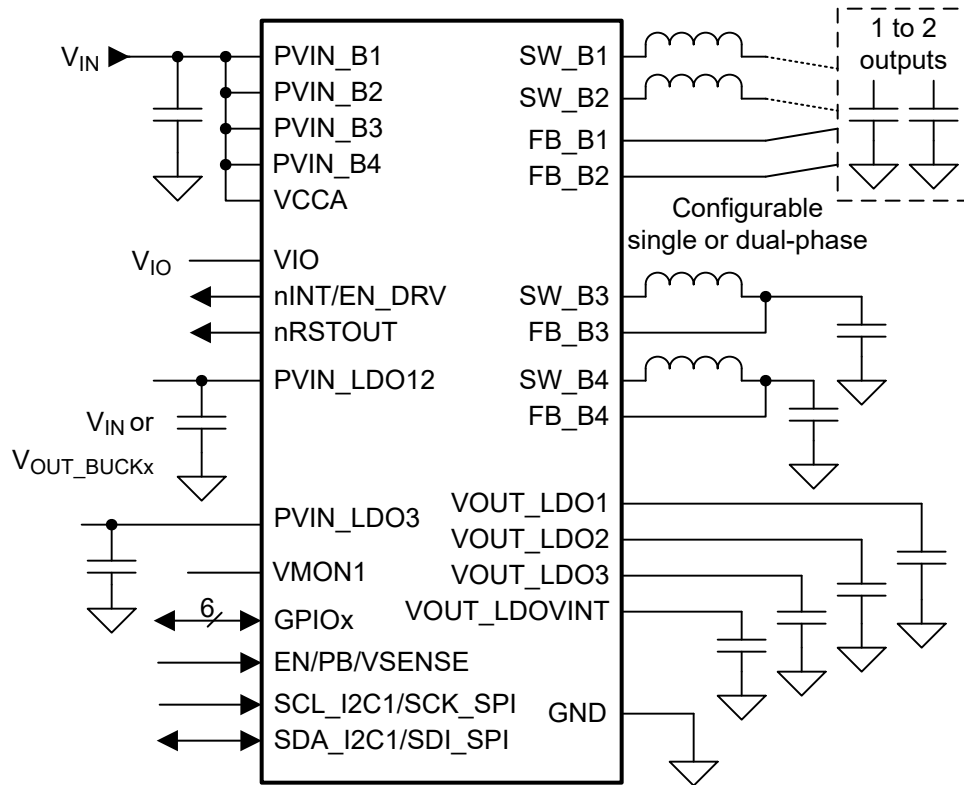 V_IN
PVIN_B1
PVIN_B2
PVIN_B3
PVIN_B4
VCCA
V_IO
VIO
nINT/EN_DRV
nRSTOUT
PVIN_LDO12
V_IN or
V_OUT_BUCKx
PVIN_LDO3
VMON1
6
GPIOx
EN/PB/VSENSE
SCL_I2C1/SCK_SPI
SDA_I2C1/SDI_SPI
SW_B1
SW_B2
FB_B1
FB_B2
1 to 2
outputs
Configurable
single or dual-phase
SW_B3
FB_B3
SW_B4
FB_B4
VOUT_LDO1
VOUT_LDO2
VOUT_LDO3
VOUT_LDOVINT
GND